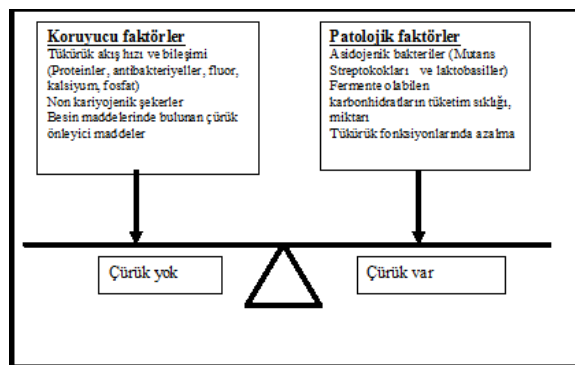 Koruyucu faktörler
Tükürük akış hızı ve bileşimi
(Proteinler, antibakteriyeller, fluor,
kalsiyum, fosfat)
Non kariyojenik şekerler
Besin maddelerinde bulunan çürük
önleyici maddeler
Patolojik faktörler
Asidojenik bakteriler (Mutans
Streptokokları ve laktobasiller)
Fermente olabilen
karbonhidratların tüketim sıklığı,
miktarı
Tükürük fonksiyonlarında azalma
Çürük yok
Çürük var